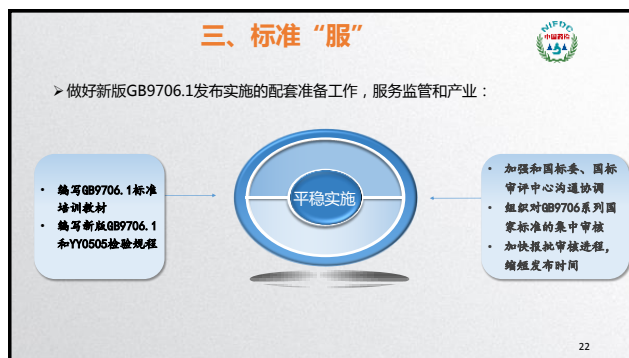 三、标准“服”
NIFDC
中国药检
➢做好新版GB9706.1发布实施的配套准备工作，服务监管和产业：
• 编写GB9706.1标准
培训教材
• 编写新版GB9706.1
和YY0505检验规程
平稳实施
• 加强和国标委、国标
审评中心沟通协调
• 组织对GB9706系列国
家标准的集中审核
• 加快报批审核进程，
缩短发布时间
22